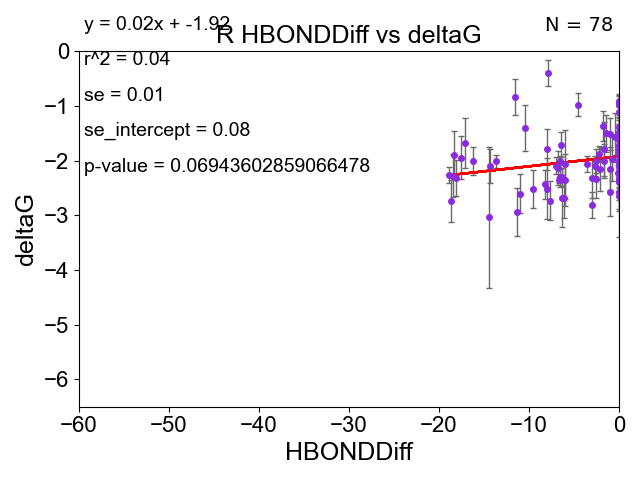 y = 0.02x + -1.92
N = 78
R HBONDDiff vs deltaG
r^2 = 0.04
se = 0.01
se_intercept = 0.08
p-value = 0.06943602859066478
deltaG
0
−1
−2
−3
−4
−5
−6
−60
−50
−40
−30
−20
−10
0
HBONDDiff